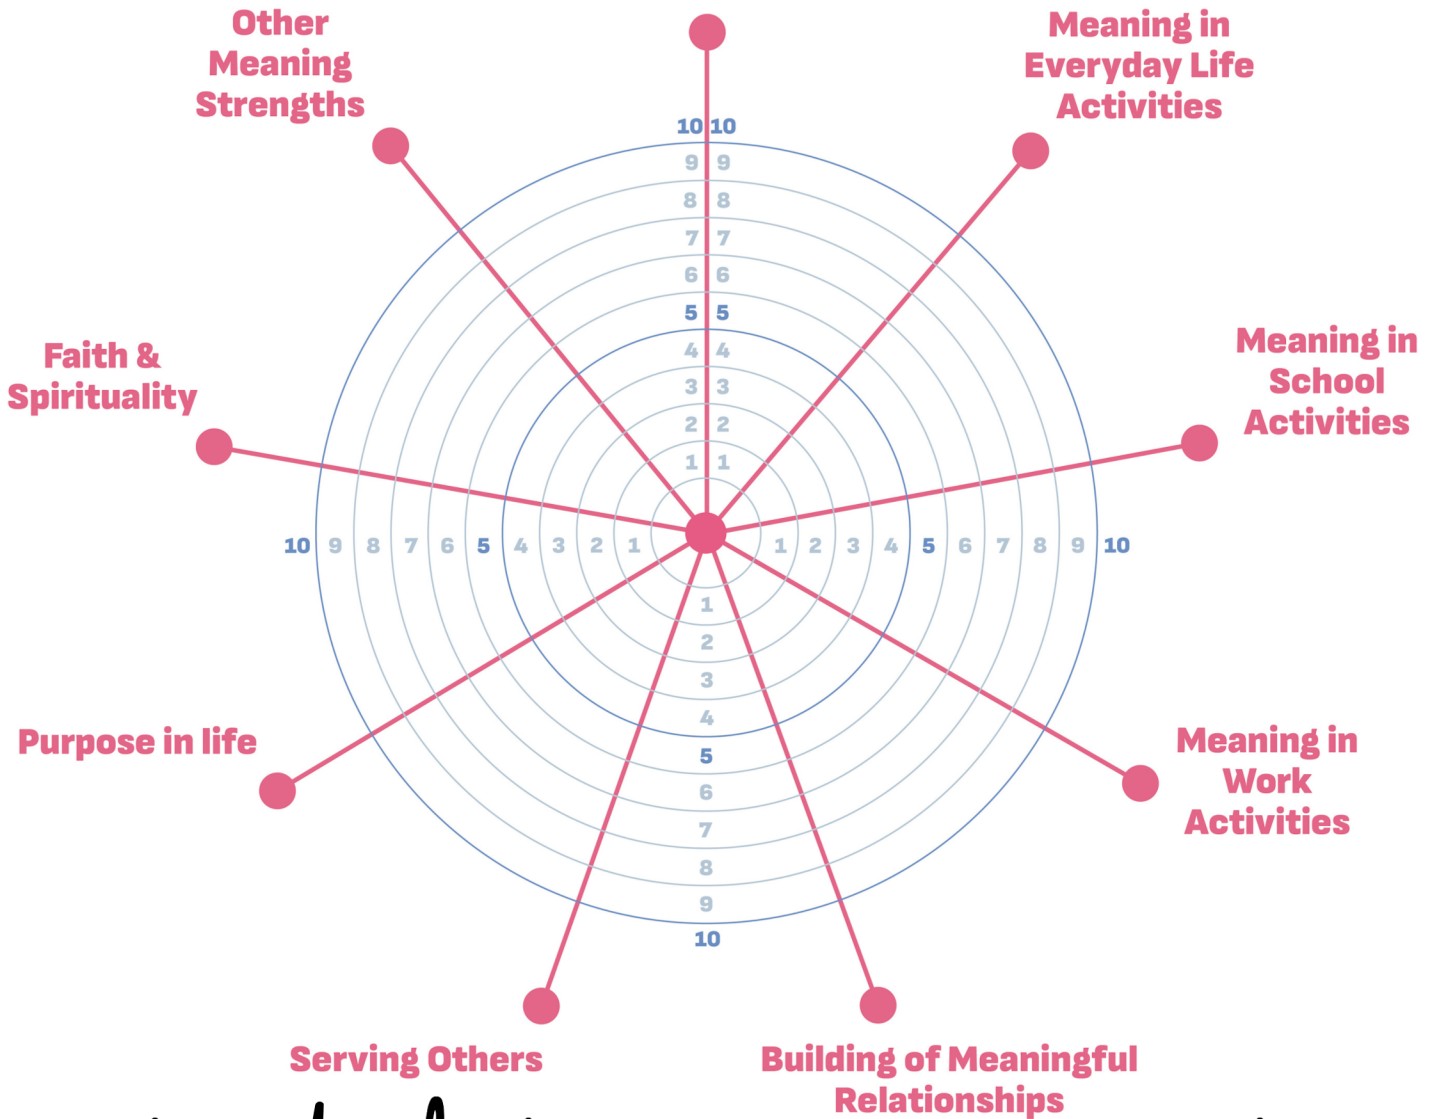 Other
Meaning
Strengths
Meaning in
Everyday Life
Activities
10 10
9 9
8 8
7 7
6 6
5 5
4 4
3 3
2 2
1 1
Faith &
Spirituality
Meaning in
School
Activities
10 9 8 7 6 5 4 3 2 1 1 2 3 4 5 6 7 8 9 10
1
2
3
4
5
6
7
8
9
10
Purpose in life
Meaning in
Work
Activities
Serving Others
Building of Meaningful
Relationships